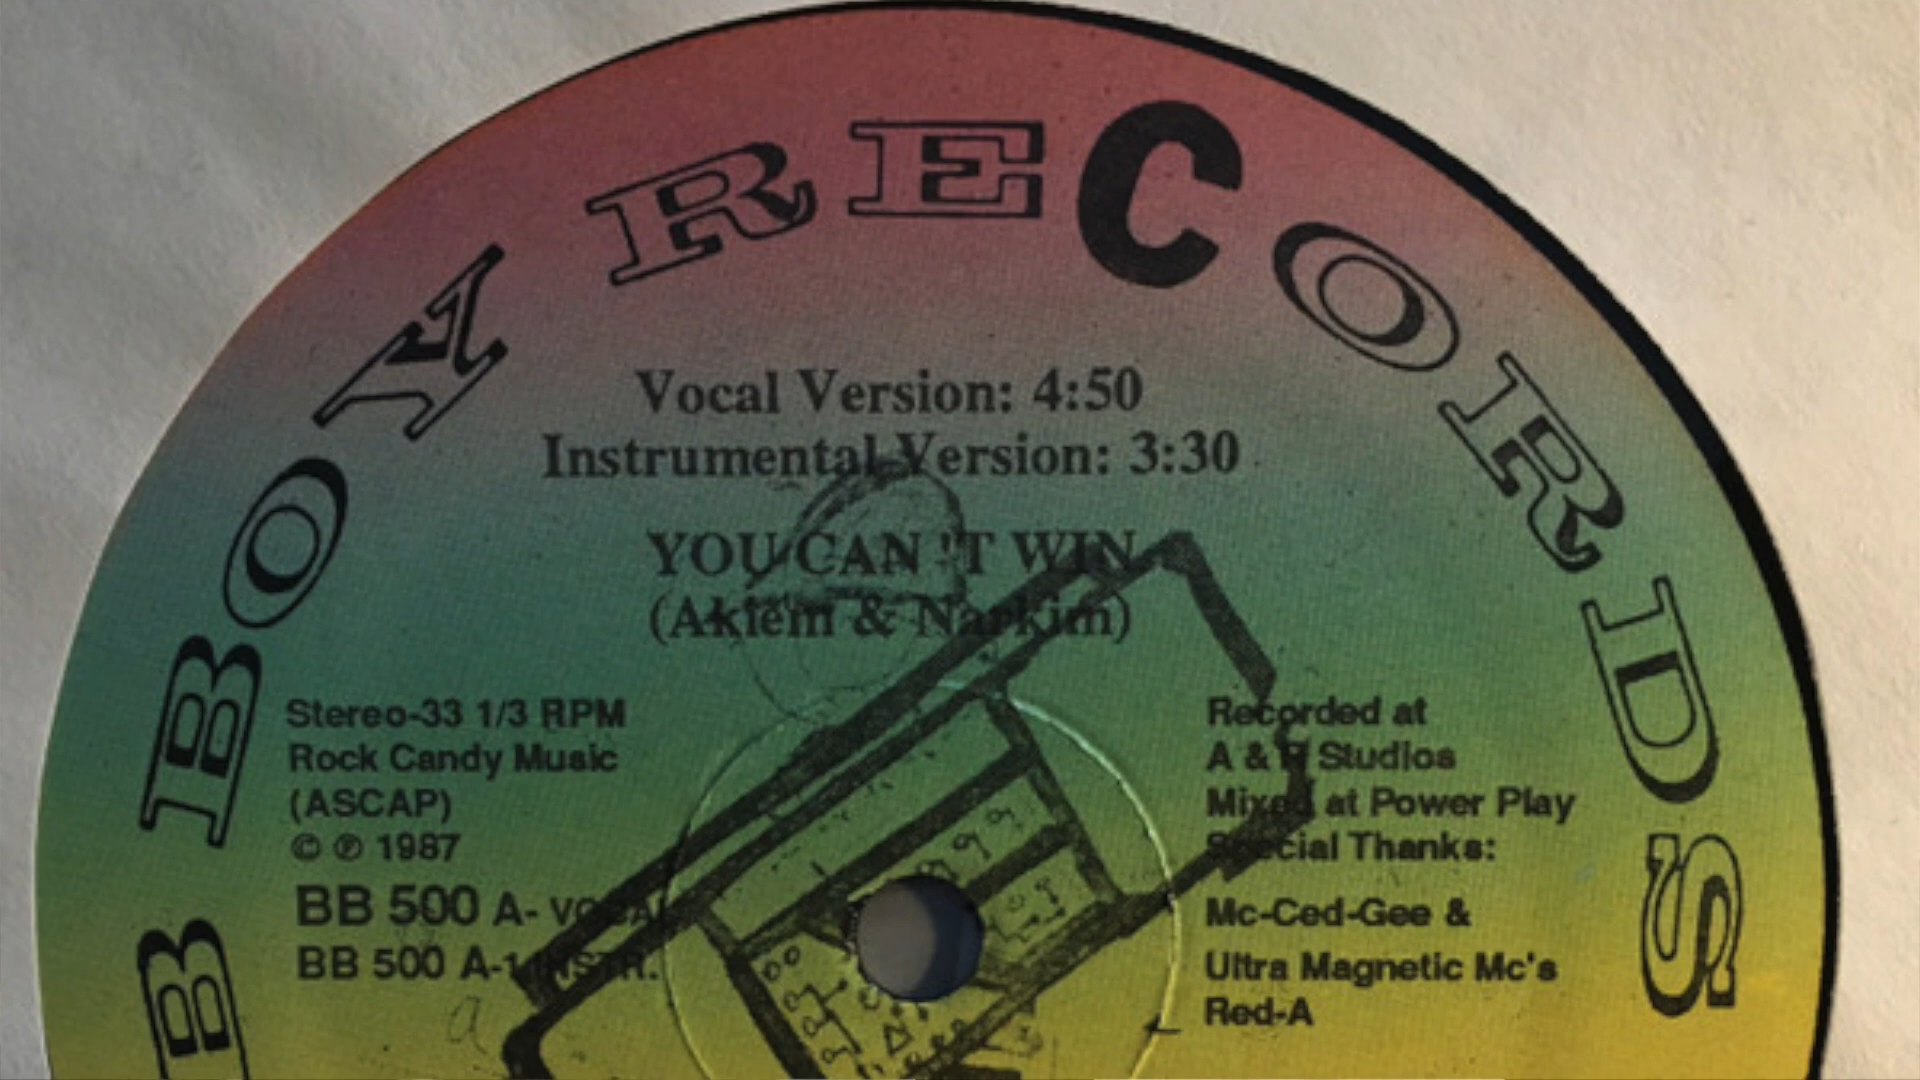 B BOY RECORDS
Vocal Version: 4:50
Instrumental Version: 3:30
YOU CAN 'T WIN
(Akiem & Narkim)
Stereo-33 1/3 RPM
Rock Candy Music
(ASCAP)
© ℗ 1987
BB 500 A- VOCAL
BB 500 A-1 INSTR.
Recorded at
A & R Studios
Mixed at Power Play
Special Thanks:
Mc-Ced-Gee &
Ultra Magnetic Mc's
Red-A